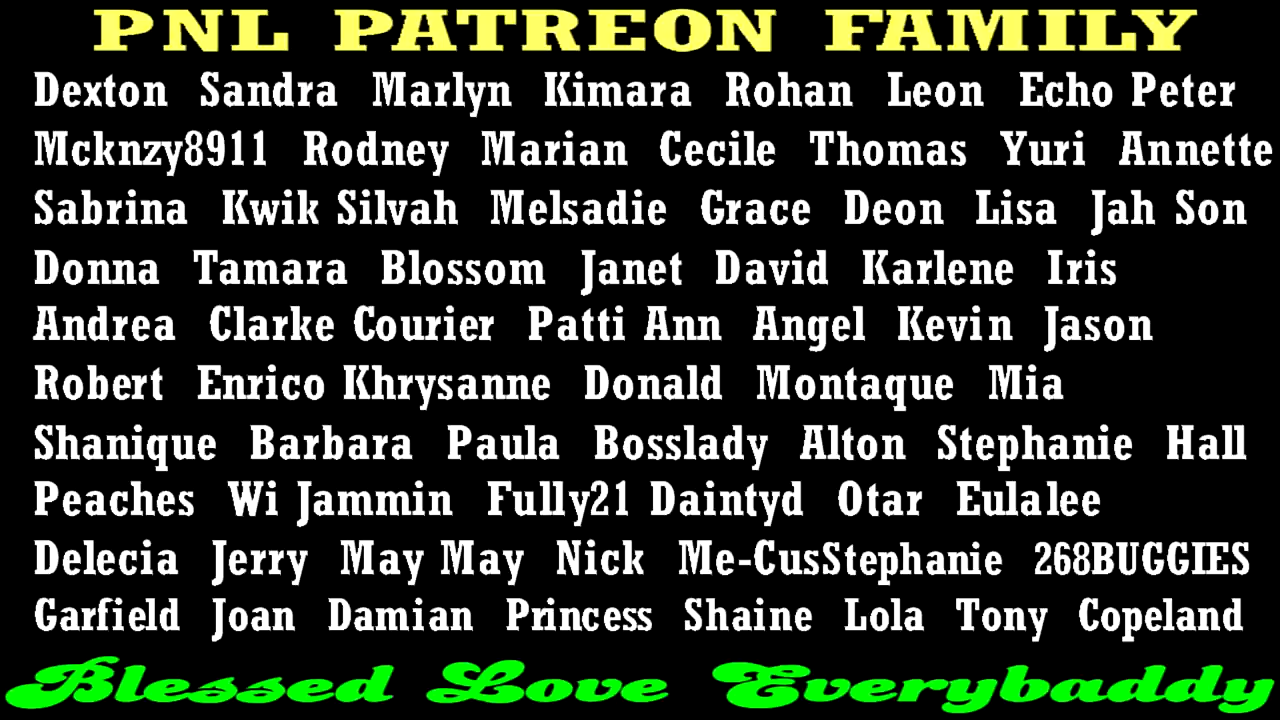 PNL PATREON FAMILY
Dexton Sandra Marlyn Kimara Rohan Leon Echo Peter
Mcknzy8911 Rodney Marian Cecile Thomas Yuri Annette
Sabrina Kwik Silvah Melsadie Grace Deon Lisa Jah Son
Donna Tamara Blossom Janet David Karlene Iris
Andrea Clarke Courier Patti Ann Angel Kevin Jason
Robert Enrico Khrysanne Donald Montaque Mia
Shanique Barbara Paula Bosslady Alton Stephanie Hall
Peaches Wi Jammin Fully21 Daintyd Otar Eulalee
Delecia Jerry May May Nick Me-CusStephanie 268BUGGIES
Garfield Joan Damian Princess Shaine Lola Tony Copeland
Blessed Love Everybaddy